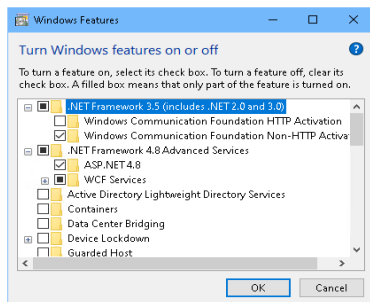 Windows Features
Turn Windows features on or off
To turn a feature on, select its check box. To turn a feature off, clear its
check box. A filled box means that only part of the feature is turned on.
.NET Framework 3.5 (includes .NET 2.0 and 3.0)
Windows Communication Foundation HTTP Activation
Windows Communication Foundation Non-HTTP Activa
.NET Framework 4.8 Advanced Services
ASP.NET 4.8
WCF Services
Active Directory Lightweight Directory Services
Containers
Data Center Bridging
Device Lockdown
Guarded Host
OK Cancel